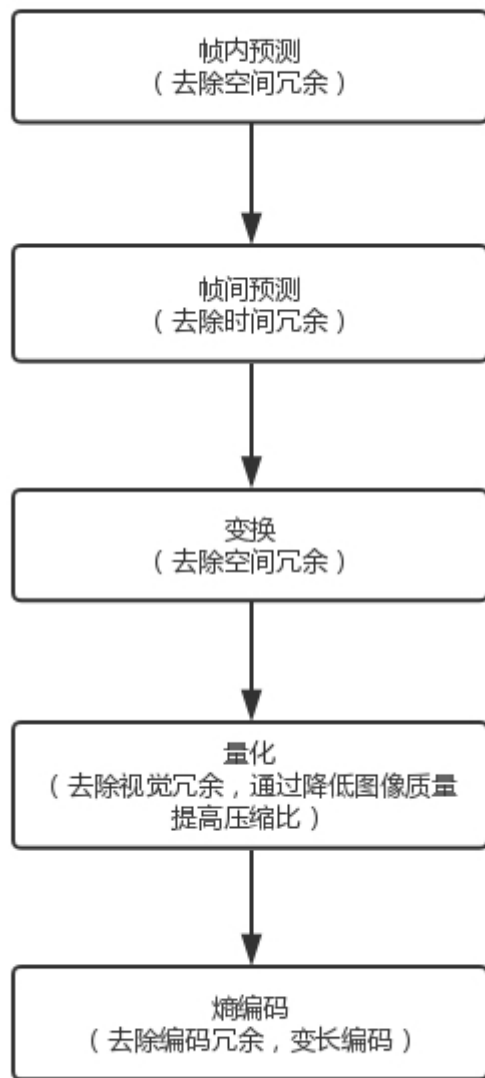 帧内预测
（去除空间冗余）
帧间预测
（去除时间冗余）
变换
（去除空间冗余）
量化
（去除视觉冗余，通过降低图像质量
提高压缩比）
熵编码
（去除编码冗余，变长编码）